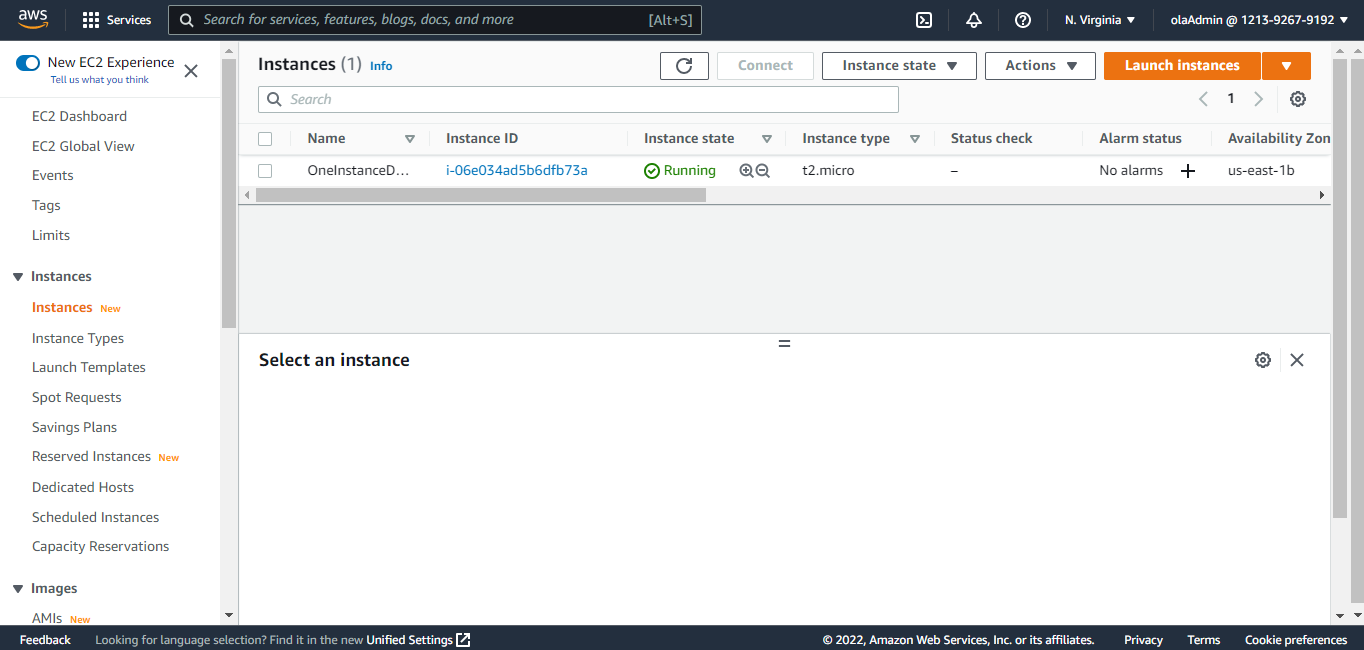 aws
Services
Search for services, features, blogs, docs, and more [Alt+S]
N. Virginia
olaAdmin @ 1213-9267-9192
New EC2 Experience
Tell us what you think
EC2 Dashboard
EC2 Global View
Events
Tags
Limits
Instances
Instances New
Instance Types
Launch Templates
Spot Requests
Savings Plans
Reserved Instances New
Dedicated Hosts
Scheduled Instances
Capacity Reservations
Images
AMIs New
Instances (1) Info
Connect
Instance state
Actions
Launch instances
Search
1
Name Instance ID Instance state Instance type Status check Alarm status Availability Zon
OneInstanceD... i-06e034ad5b6dfb73a Running t2.micro – No alarms + us-east-1b
Select an instance
Feedback Looking for language selection? Find it in the new Unified Settings
© 2022, Amazon Web Services, Inc. or its affiliates. Privacy Terms Cookie preferences